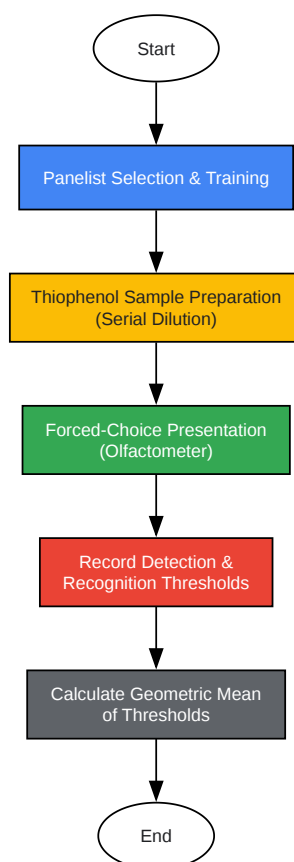 Start
Panelist Selection & Training
Thiophenol Sample Preparation
(Serial Dilution)
Forced-Choice Presentation
(Olfactometer)
Record Detection &
Recognition Thresholds
Calculate Geometric Mean
of Thresholds
End